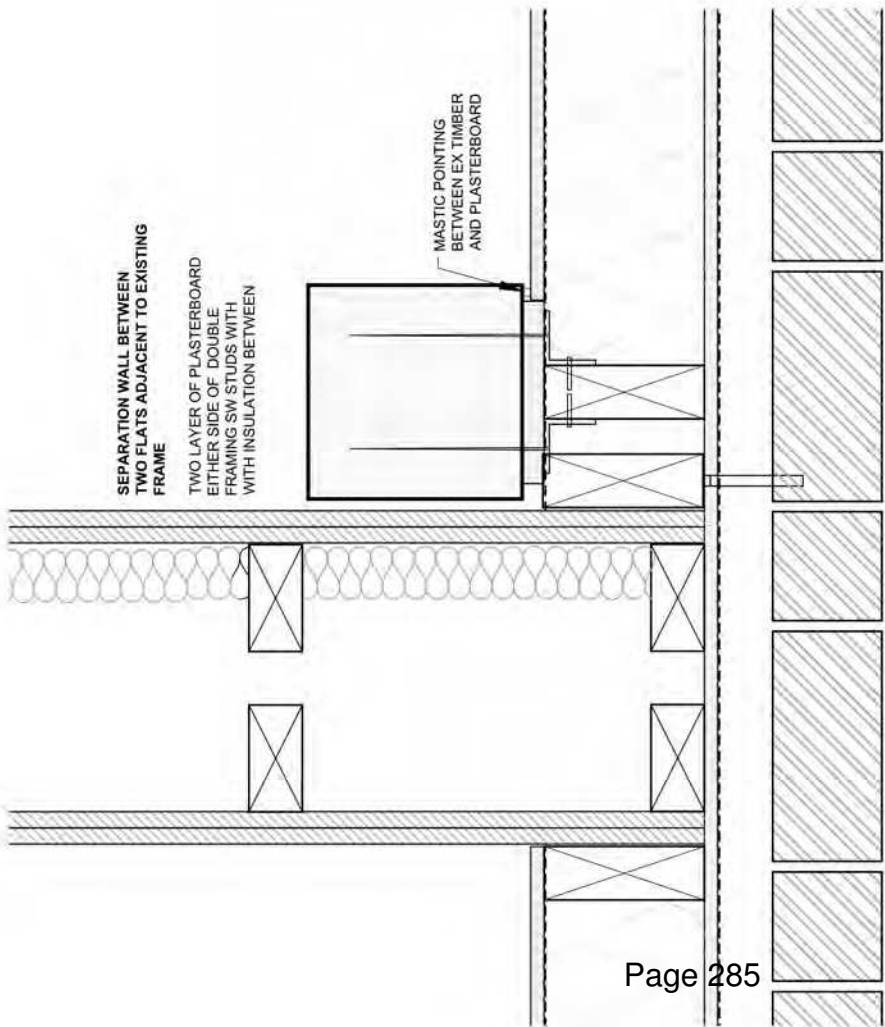 SEPARATION WALL BETWEEN
TWO FLATS ADJACENT TO EXISTING
FRAME
TWO LAYER OF PLASTERBOARD
EITHER SIDE OF DOUBLE
FRAMING SW STUDS WITH
WITH INSULATION BETWEEN
MASTIC POINTING
BETWEEN EX TIMBER
AND PLASTERBOARD
Page 285